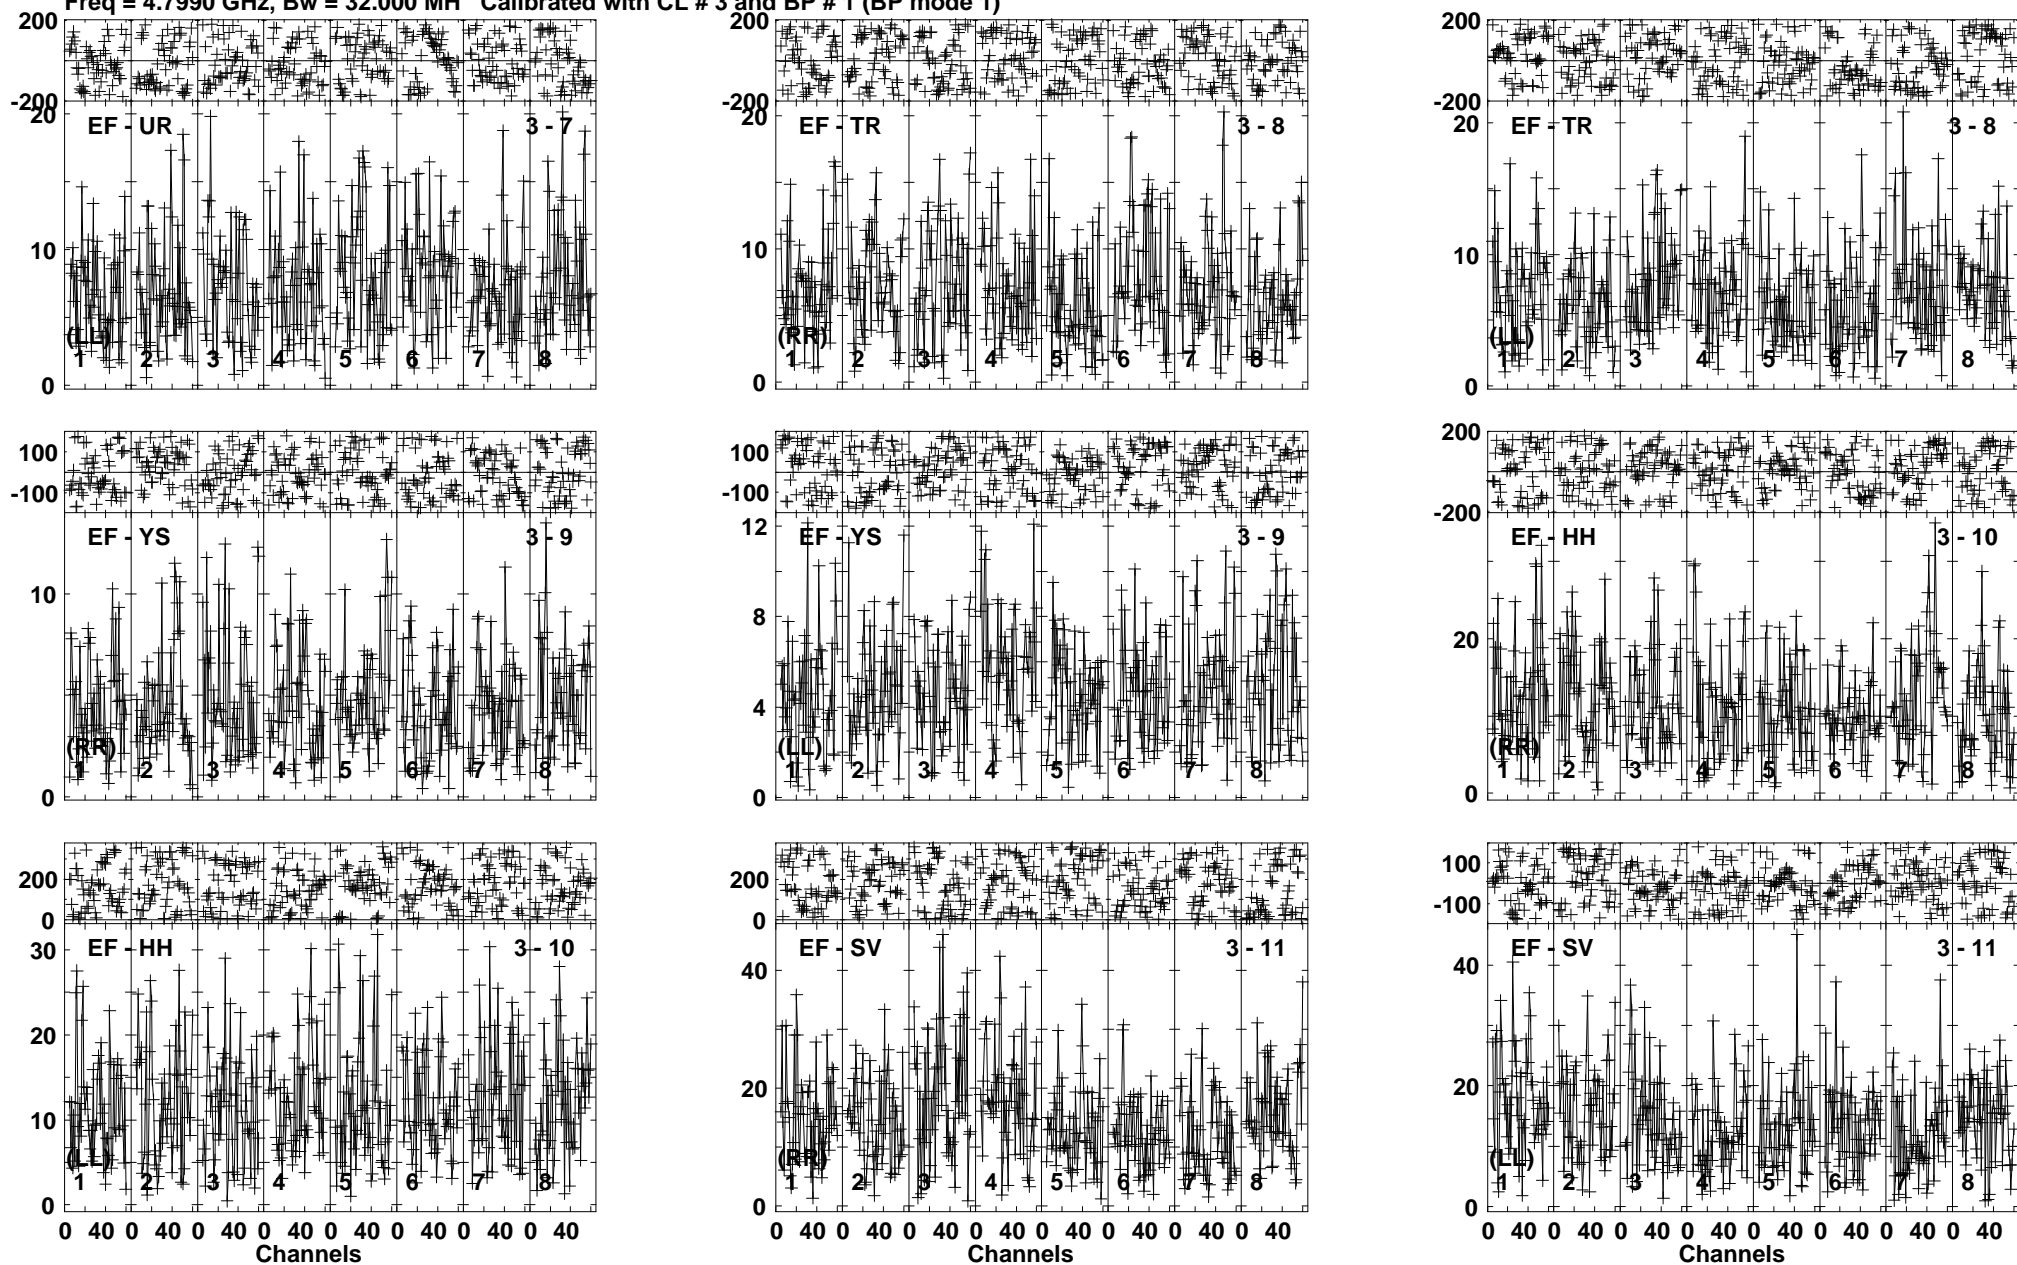 Freq = 4.7990 GHz, Bw = 32.000 MH Calibrated with CL # 3 and BP # 1 (BP mode 1)
200 200 200
-200 -200 -200
20 EF - UR 3 - 7 20 EF - TR 3 - 8 20 EF - TR 3 - 8
10 10 10
(LL) (RR) (LL)
1 2 3 4 5 6 7 8 1 2 3 4 5 6 7 8 1 2 3 4 5 6 7 8
0 0 0
100 100 200
-100 -100 -200
EF - YS 3 - 9 12 EF - YS 3 - 9 EF - HH 3 - 10
10 8 20
4
(RR) (LL) (RR)
1 2 3 4 5 6 7 8 1 2 3 4 5 6 7 8 1 2 3 4 5 6 7 8
0 0 0
200 200 100
0 0 -100
30 EF - HH 3 - 10 40 EF - SV 3 - 11 40 EF - SV 3 - 11
20 20 20
10
(LL) (RR) (LL)
1 2 3 4 5 6 7 8 1 2 3 4 5 6 7 8 1 2 3 4 5 6 7 8
0 0 0
0 40 0 40 0 40 0 40 0 40 0 40 0 40 0 40 0 40 0 40 0 40 0 40 0 40 0 40 0 40 0 40 0 40 0 40 0 40 0 40 0 40 0 40 0 40 0 40
Channels Channels Channels